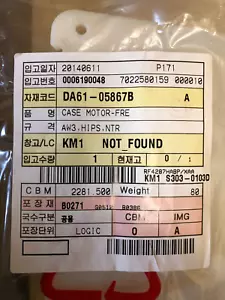 입고일자 20140611 P171
입고번호 0006190048 7022580159 000010
자재코드 DA61-05867B A
품명 CASE MOTOR-FRE
규격 AW3,HIPS,NTR
창고/LC KM1 NOT_FOUND
입고수량 1 현재고 0 / :
RF4287HABP/XAA
KM1 S303-0103D
C B M 2281.500 Weight 80
포 장 재 B0271
국수구분 공용 CBM IMG
포장단위 LOGIC 0 A